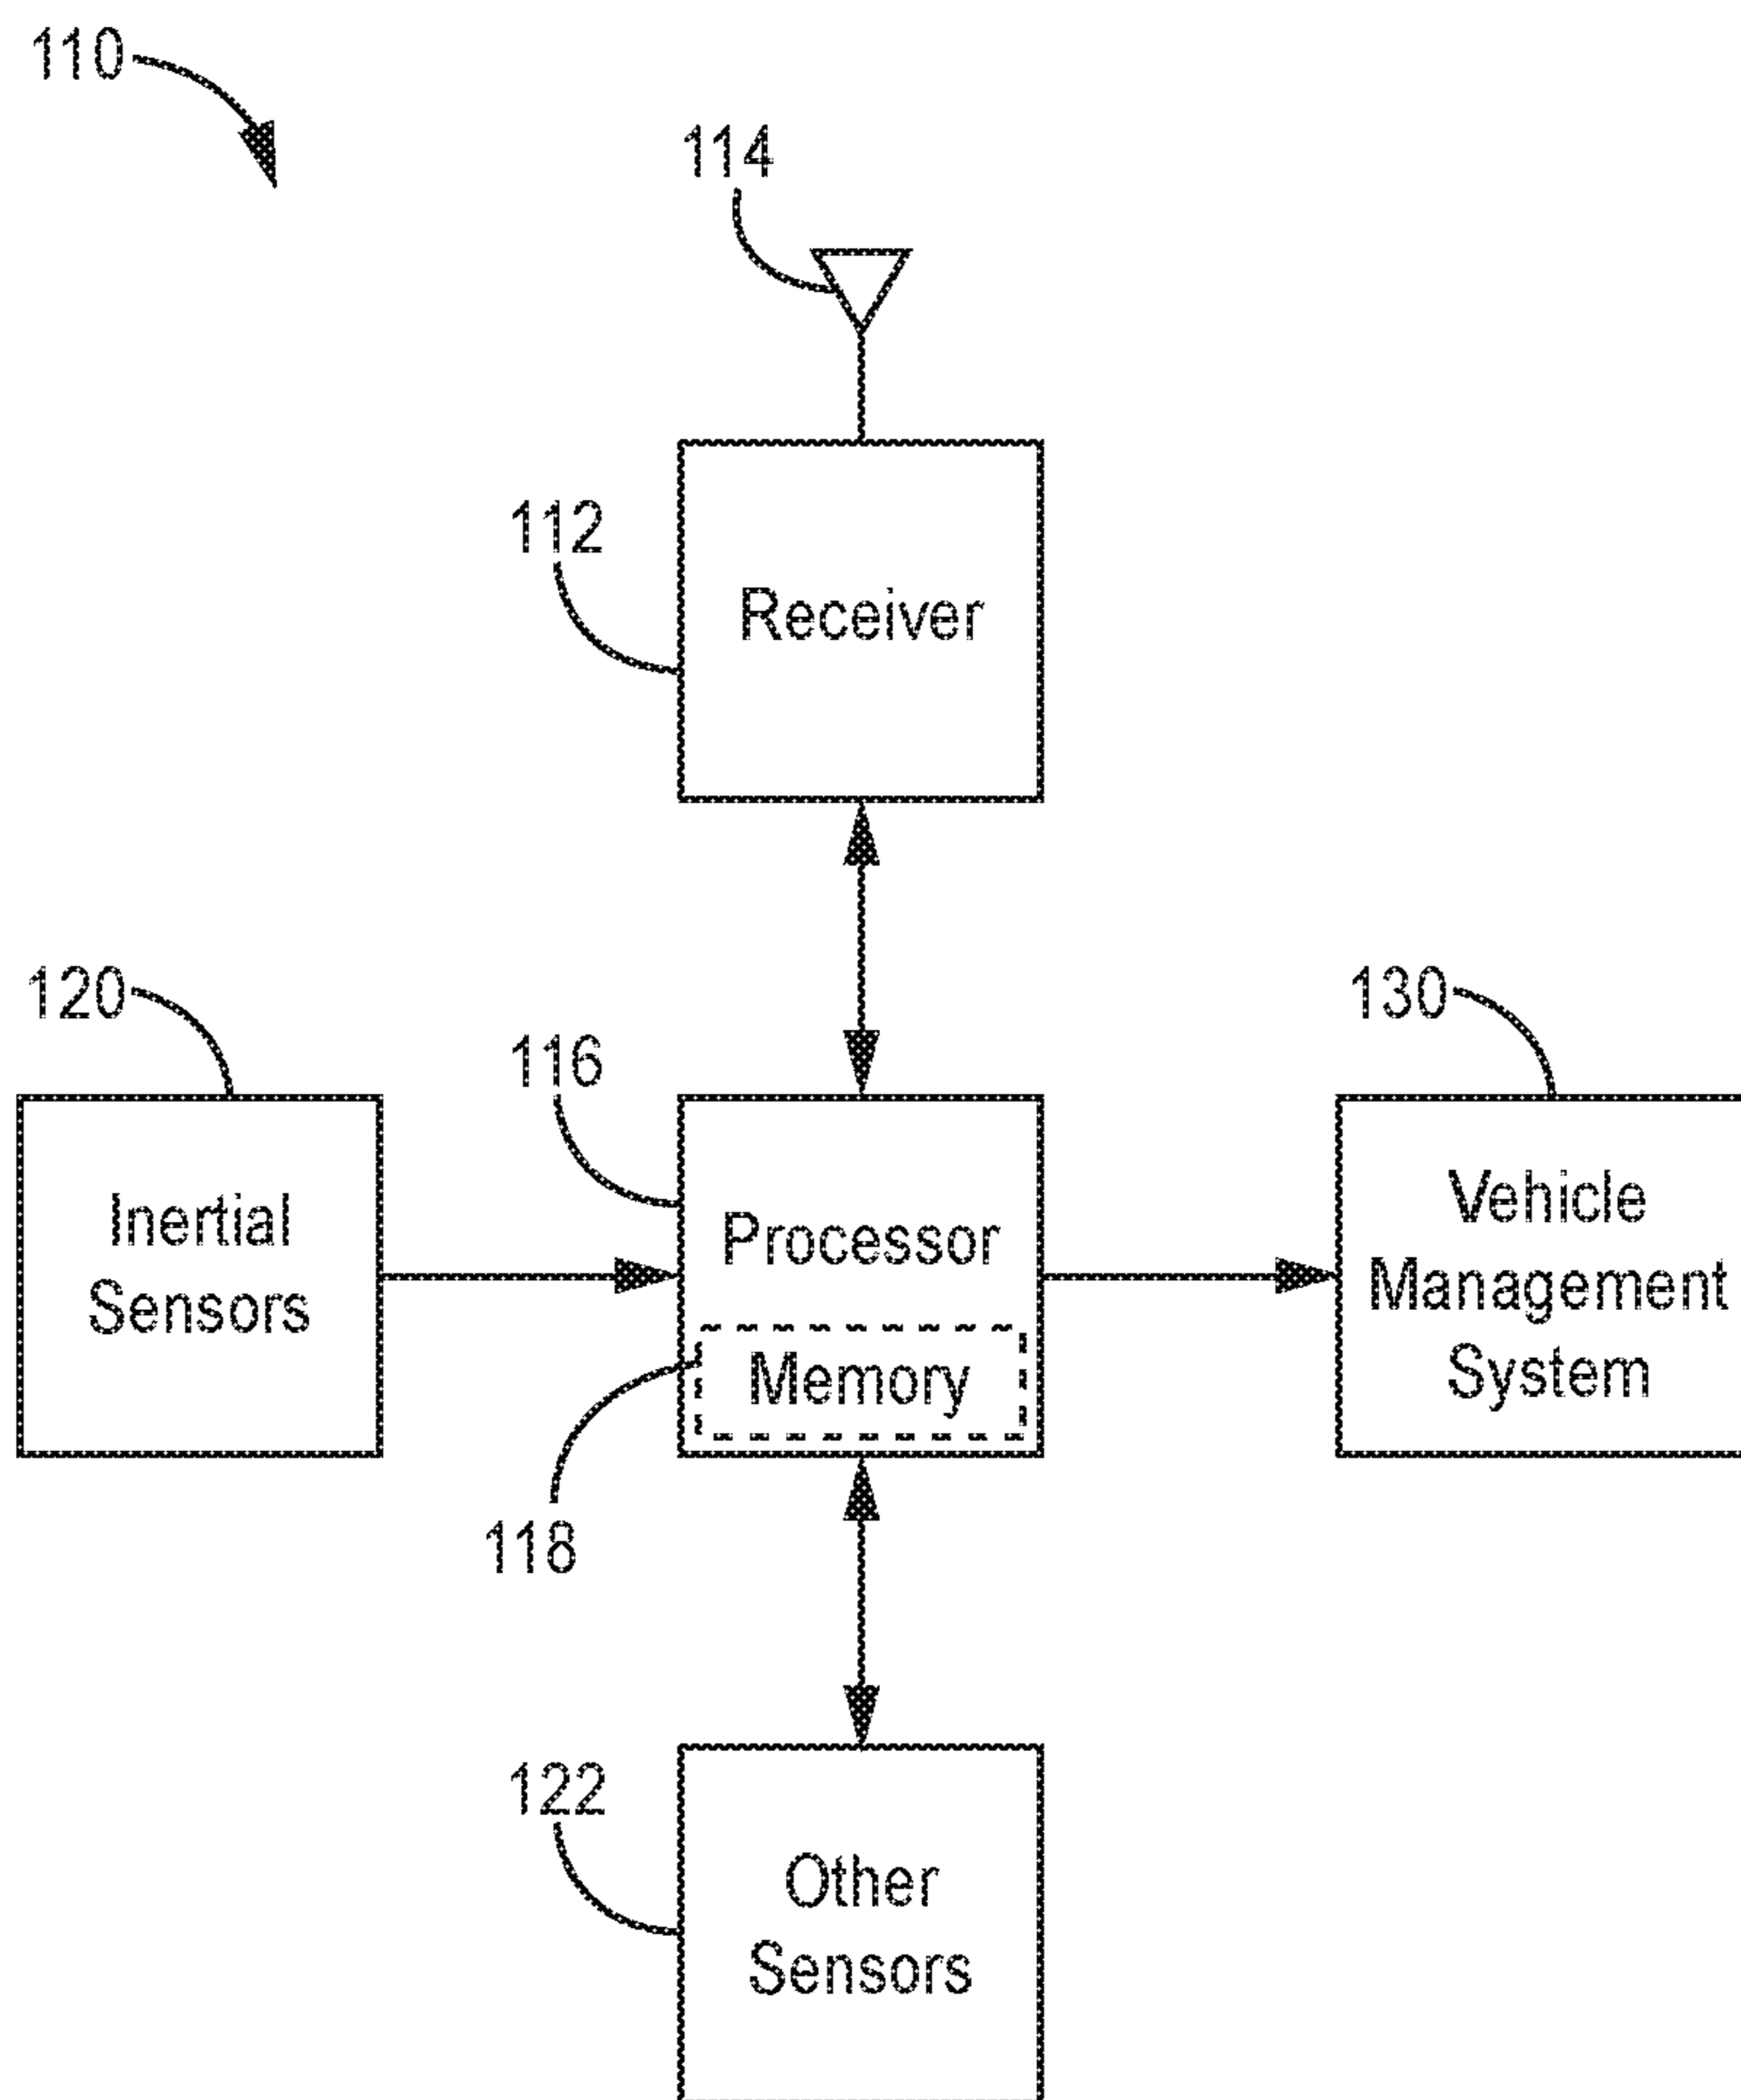 110
114
112
Receiver
120
130
116
Inertial
Sensors
Processor
Memory
Vehicle
Management
System
118
122
Other
Sensors